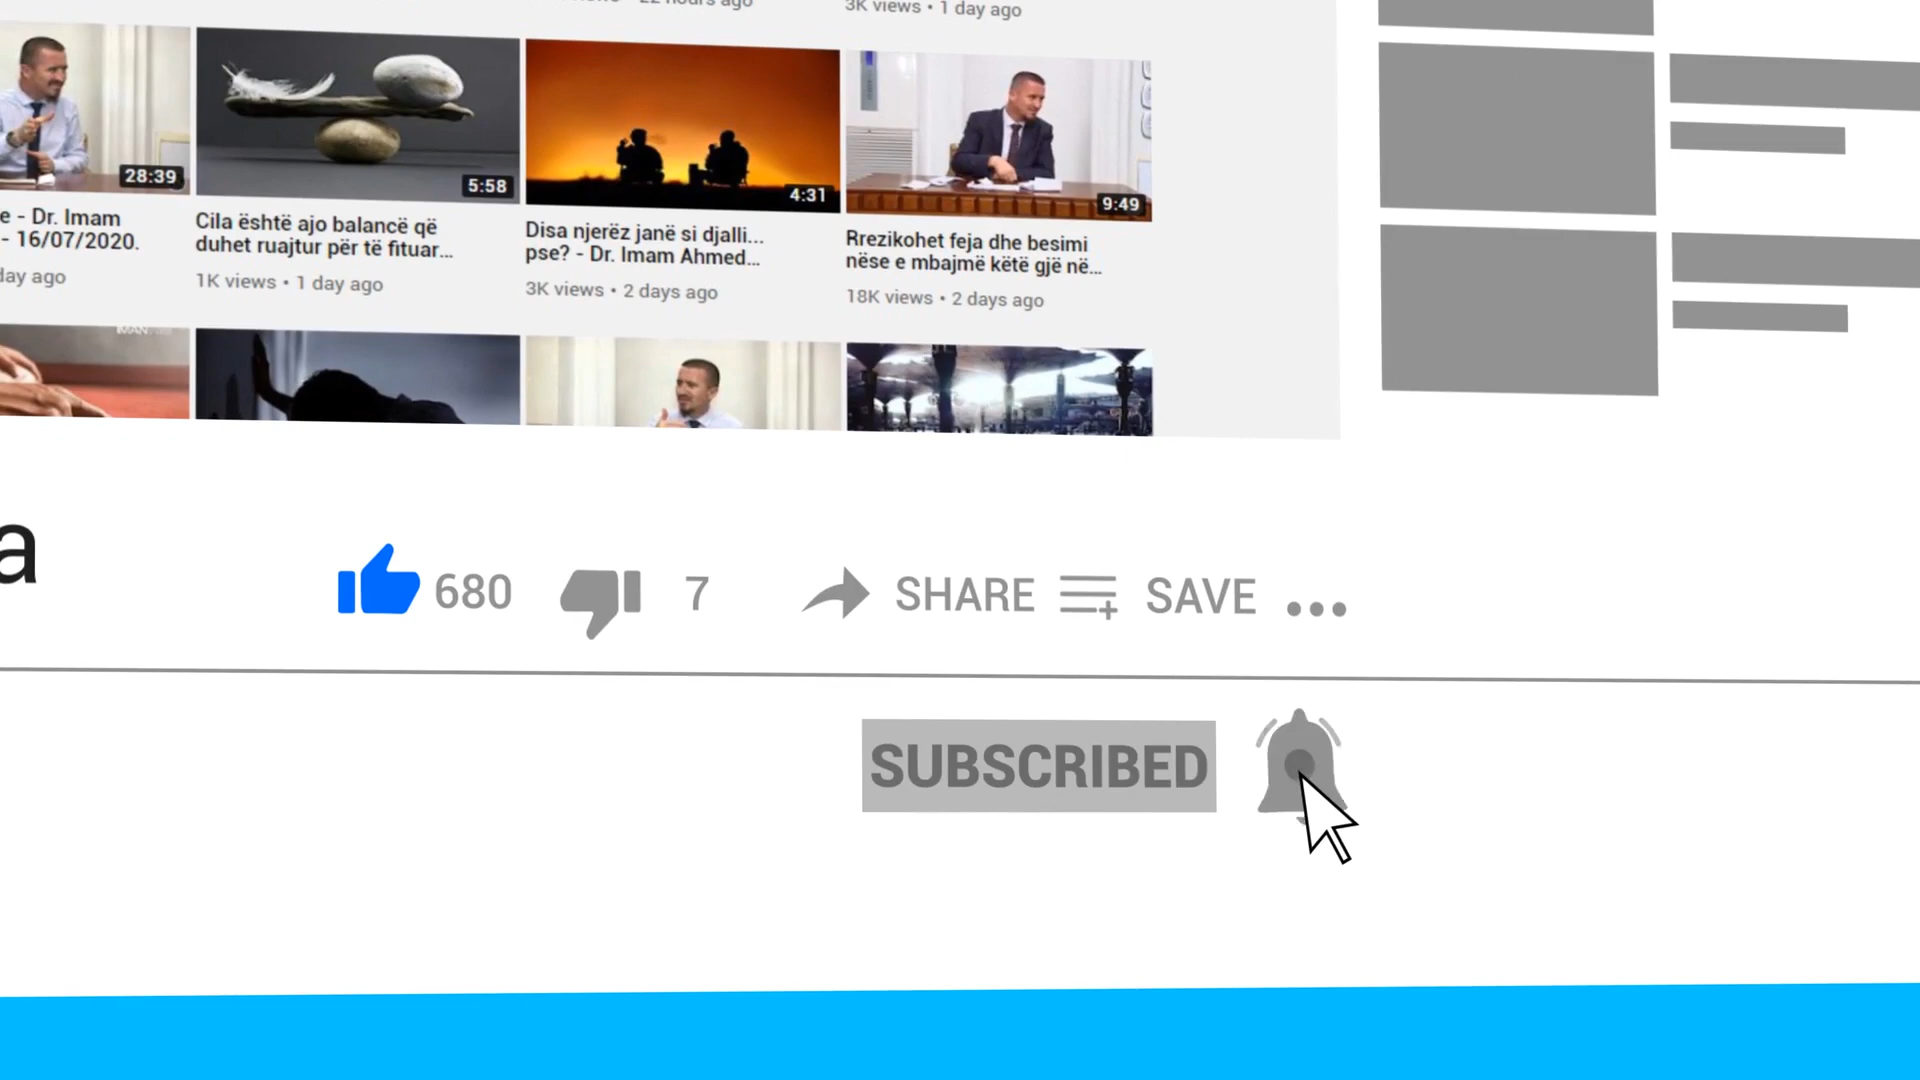 3K views • 1 day ago
28:39
5:58
4:31
9:49
e - Dr. Imam
- 16/07/2020.
day ago
Cila është ajo balancë që
duhet ruajtur për të fituar...
1K views • 1 day ago
Disa njerëz janë si djalli...
pse? - Dr. Imam Ahmed...
3K views • 2 days ago
Rrezikohet feja dhe besimi
nëse e mbajmë këtë gjë në...
18K views • 2 days ago
a
680
7
SHARE
SAVE
SUBSCRIBED